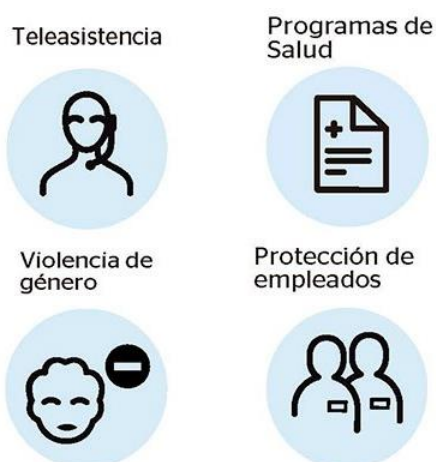 Teleasistencia
Programas de
Salud
Violencia de
género
Protección de
empleados